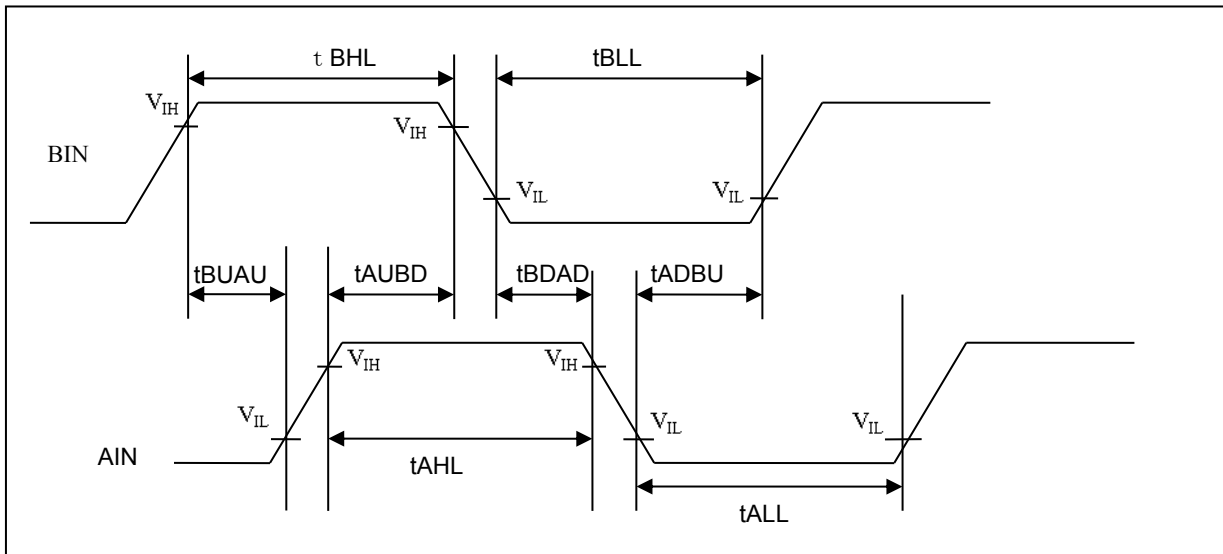 t BHL
tBLL
VIH
VIH
BIN
VIL
VIL
tBUAU
tAUBD
tBDAD
tADBU
VIH
VIH
VIL
VIL
VIL
AIN
tAHL
tALL